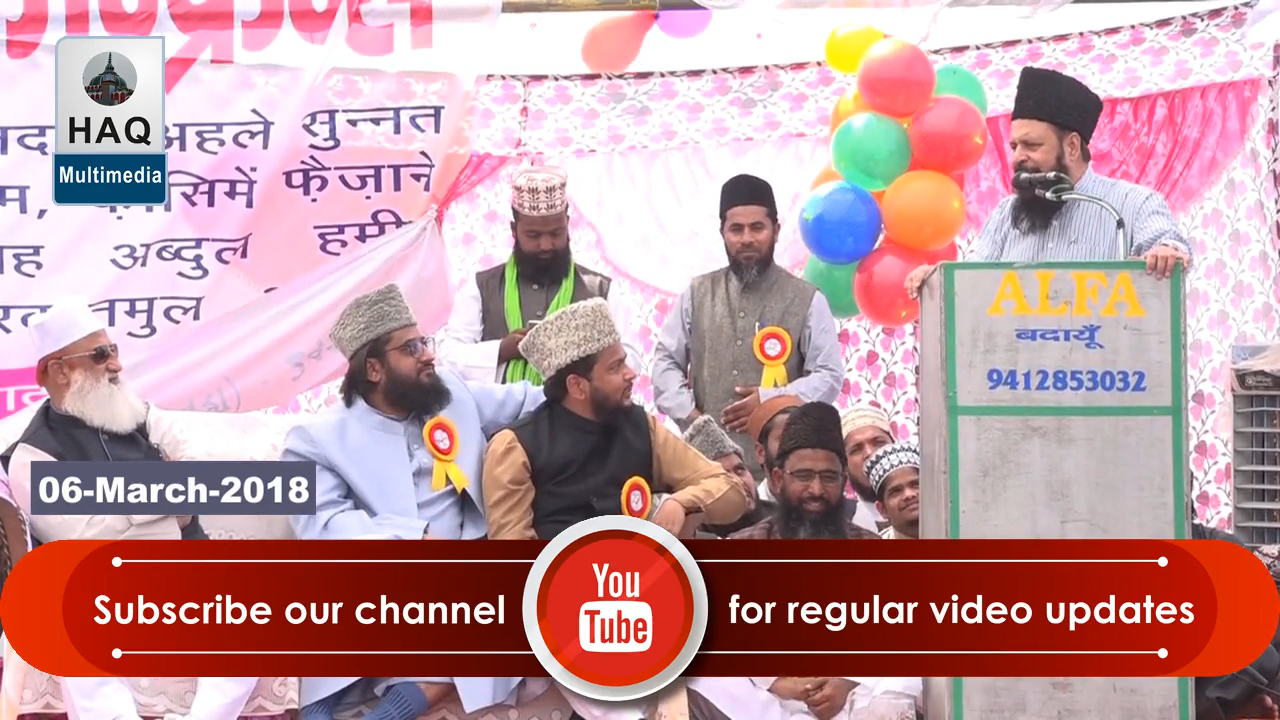 HAQ
Multimedia
अहले सुन्नत
फ़ैज़ाने
अब्दुल
06-March-2018
ALFA
बदायूँ
9412853032
Subscribe our channel
You
Tube
for regular video updates